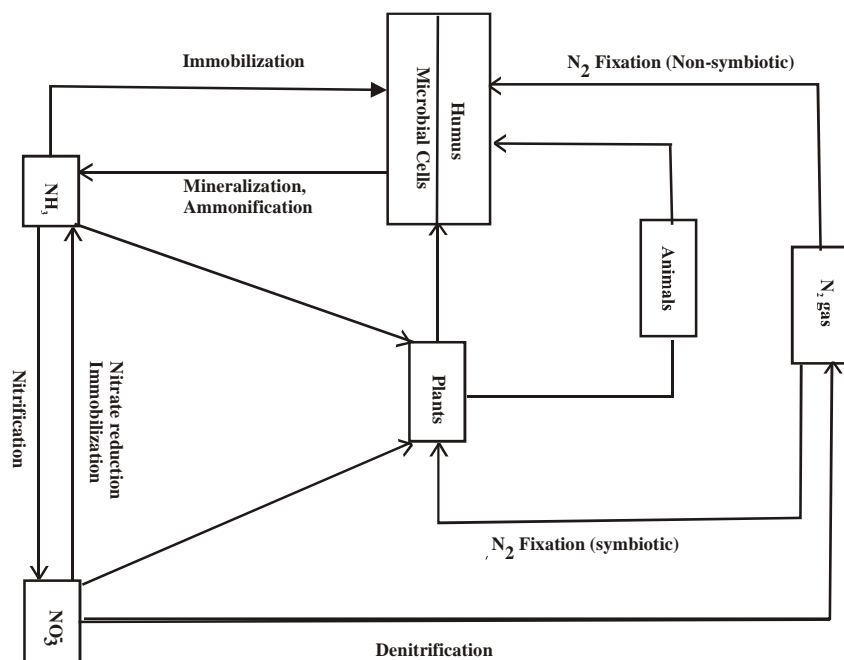 Immobilization
N₂ Fixation (Non-symbiotic)
Humus
Microbial Cells
NH₃
Mineralization,
Ammonification
Animals
N₂ gas
Nitrification
Nitrate reduction
Immobilization
Plants
, N₂ Fixation (symbiotic)
NO₃⁻
Denitrification